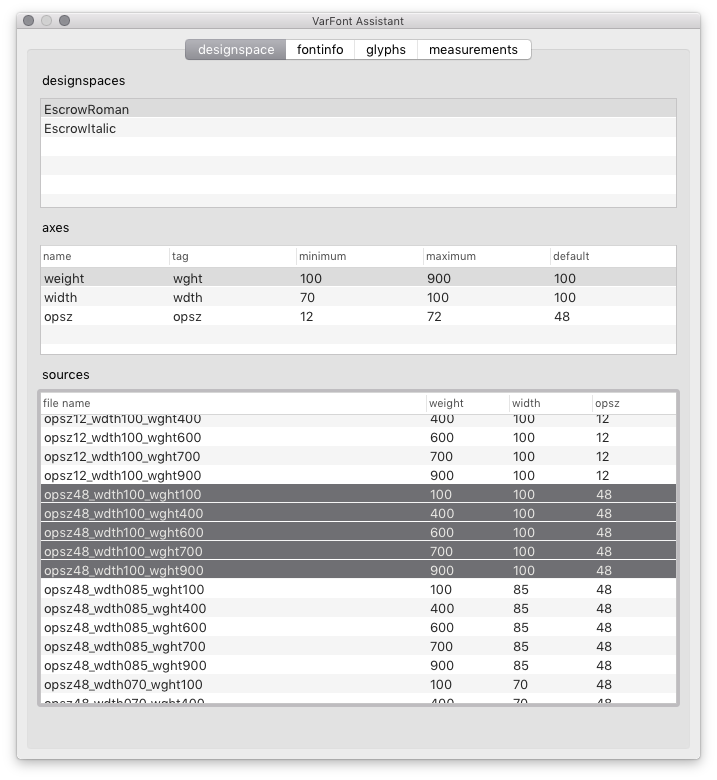 VarFont Assistant
designspace fontinfo glyphs measurements
designspaces
EscrowRoman
EscrowItalic
axes
name tag minimum maximum default
weight wght 100 900 100
width wdth 70 100 100
opsz opsz 12 72 48
sources
file name weight width opsz
opsz12_wdth100_wght400 400 100 12
opsz12_wdth100_wght600 600 100 12
opsz12_wdth100_wght700 700 100 12
opsz12_wdth100_wght900 900 100 12
opsz48_wdth100_wght100 100 100 48
opsz48_wdth100_wght400 400 100 48
opsz48_wdth100_wght600 600 100 48
opsz48_wdth100_wght700 700 100 48
opsz48_wdth100_wght900 900 100 48
opsz48_wdth085_wght100 100 85 48
opsz48_wdth085_wght400 400 85 48
opsz48_wdth085_wght600 600 85 48
opsz48_wdth085_wght700 700 85 48
opsz48_wdth085_wght900 900 85 48
opsz48_wdth070_wght100 100 70 48
opsz48_wdth070_wght400 400 70 48